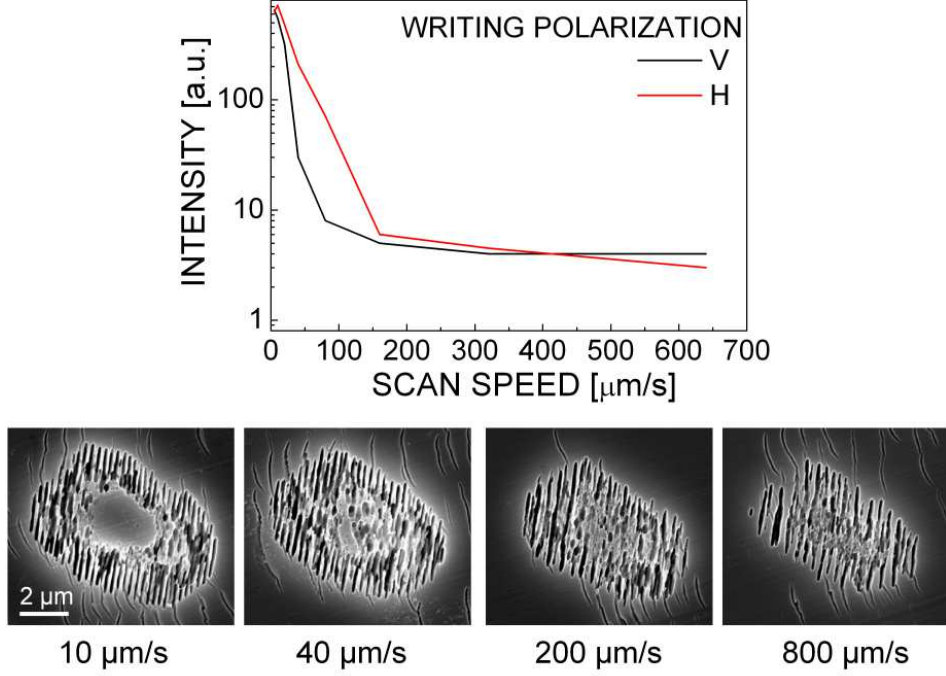 WRITING POLARIZATION
V
H
INTENSITY [a.u.]
100
10
1
0 100 200 300 400 500 600 700
SCAN SPEED [μm/s]
2 μm
10 μm/s 40 μm/s 200 μm/s 800 μm/s